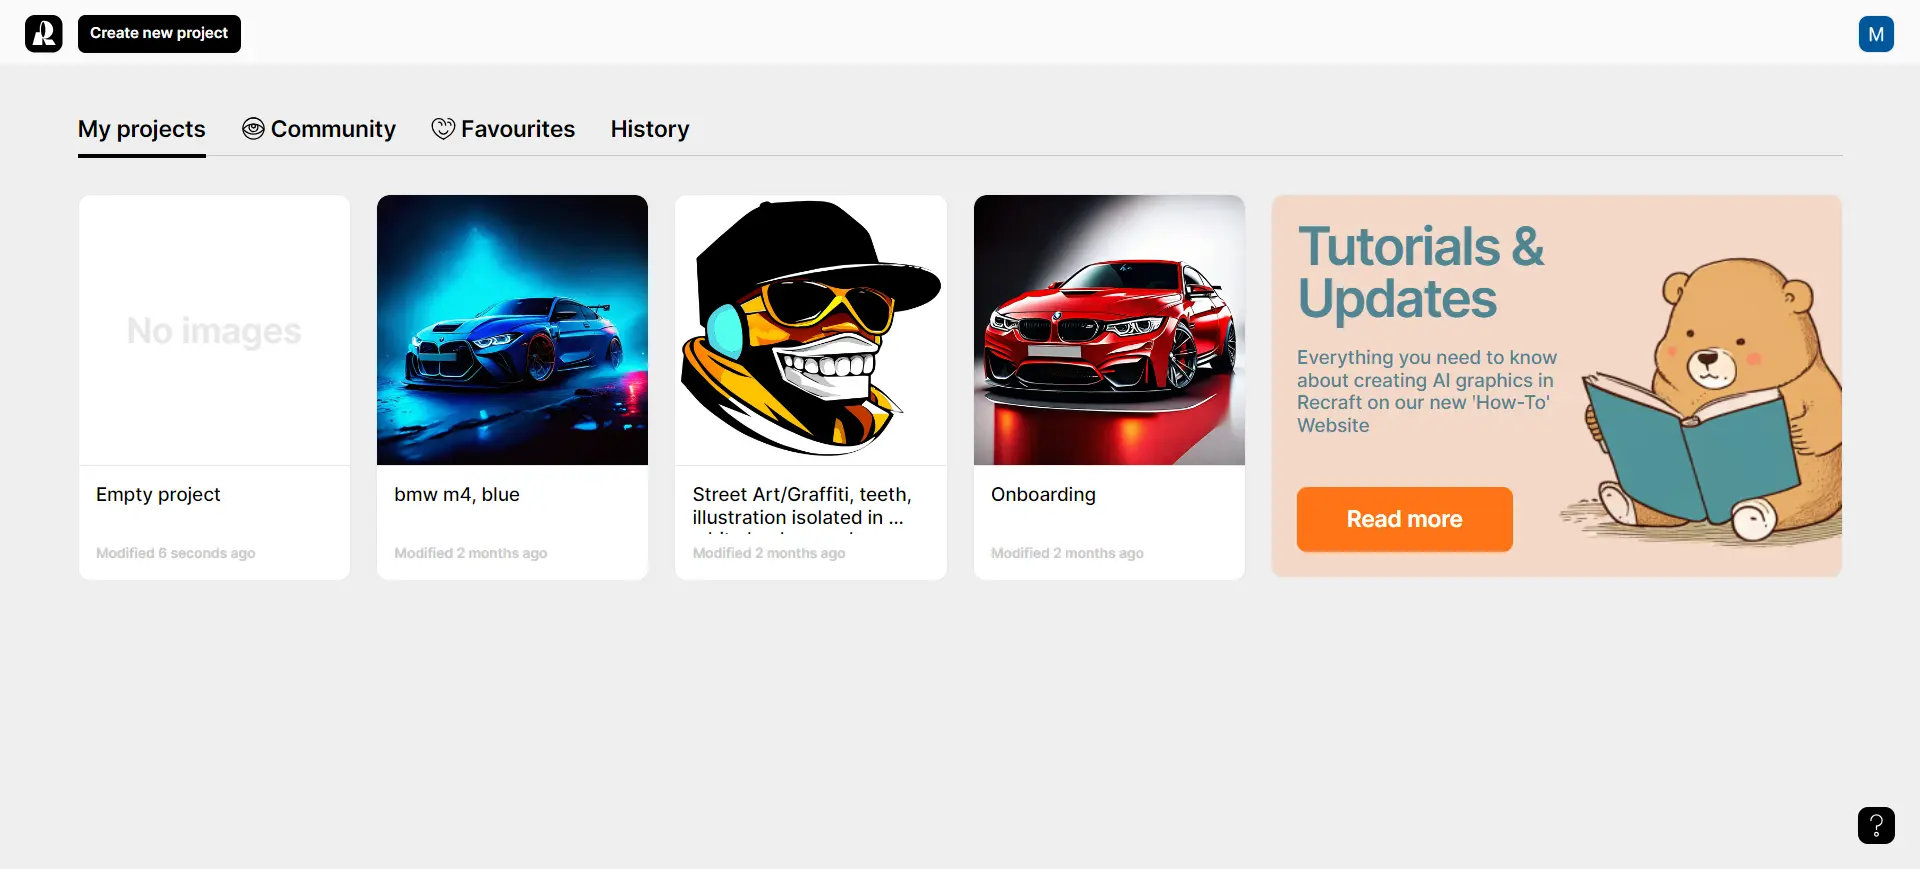 Create new project
M
My projects
Community
Favourites
History
No images
Empty project
Modified 6 seconds ago
bmw m4, blue
Modified 2 months ago
Street Art/Graffiti, teeth,
illustration isolated in ...
Modified 2 months ago
Onboarding
Modified 2 months ago
Tutorials &
Updates
Everything you need to know
about creating AI graphics in
Recraft on our new 'How-To'
Website
Read more
?